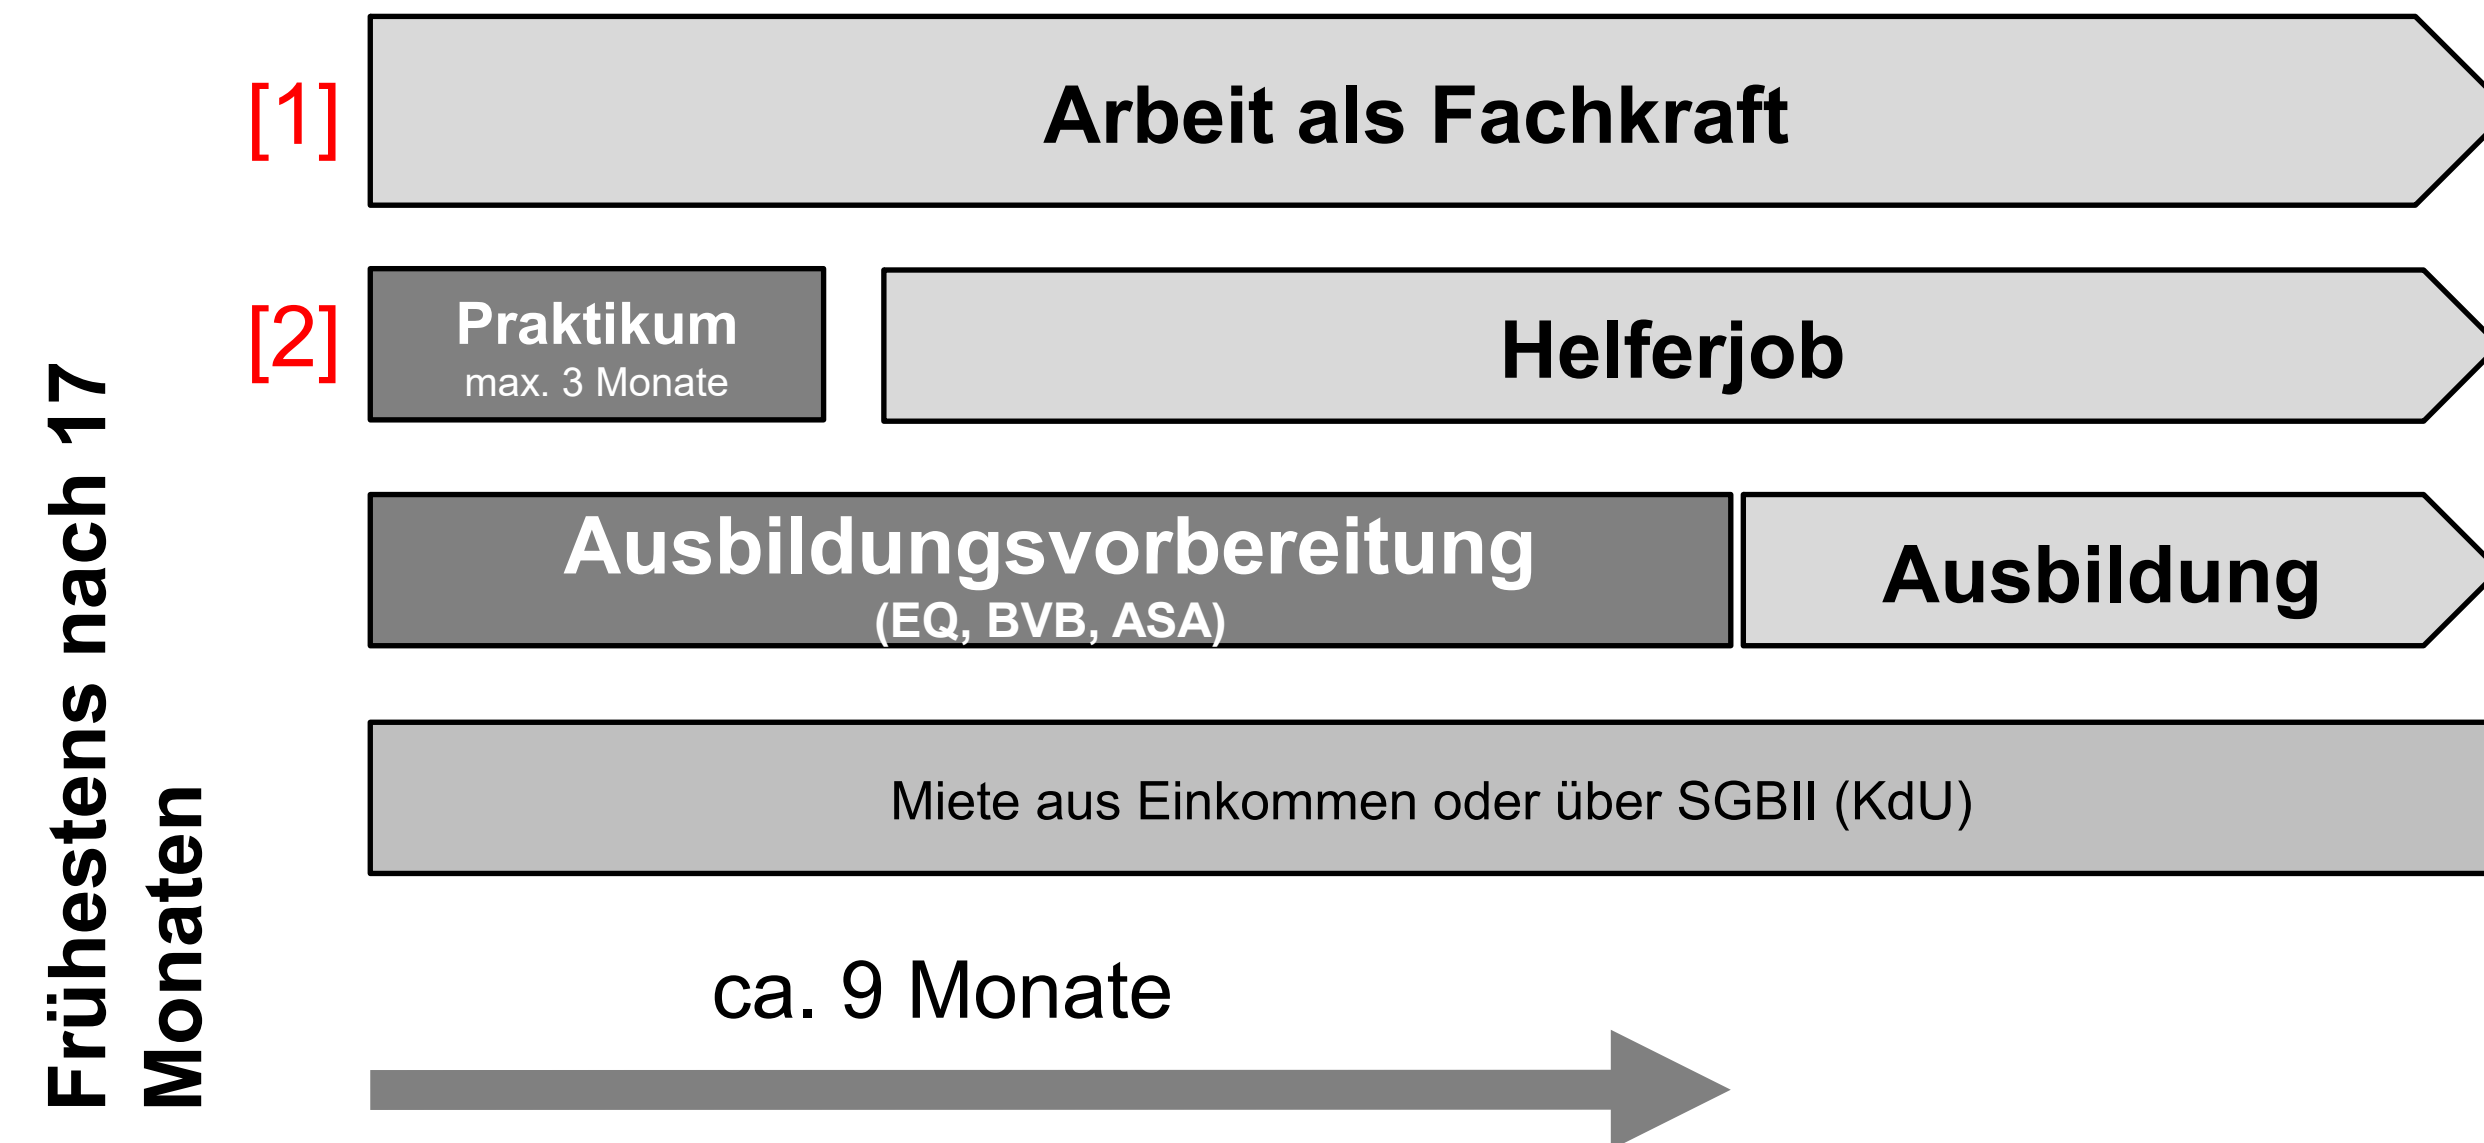 Frühestens nach 17
Monaten
[1]
Arbeit als Fachkraft
[2]
Praktikum
max. 3 Monate
Helferjob
Ausbildungsvorbereitung
(EQ, BVB, ASA)
Ausbildung
Miete aus Einkommen oder über SGBII (KdU)
ca. 9 Monate